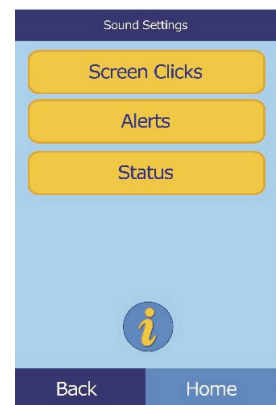 Sound Settings
Screen Clicks
Alerts
Status
i
Back Home